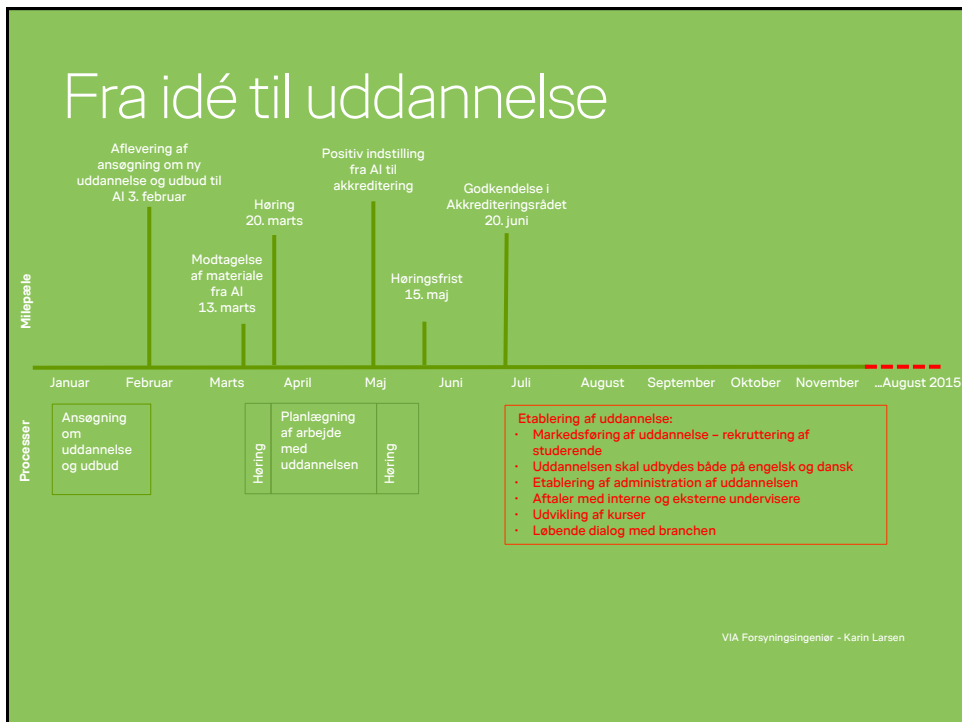 Fra idé til uddannelse
Aflevering af
ansøgning om ny
uddannelse og udbud til
AI 3. februar
Modtagelse
af materiale
fra AI
13. marts
Høring
20. marts
Positiv indstilling
fra AI til
akkreditering
Høringsfrist
15. maj
Godkendelse i
Akkrediteringsrådet
20. juni
Milepæle
Januar Februar Marts April Maj Juni Juli August September Oktober November ...August 2015
Processer
Ansøgning
om
uddannelse
og udbud
Høring
Planlægning
af arbejde
med
uddannelsen
Høring
Etablering af uddannelse:
• Markedsføring af uddannelse – rekruttering af
studerende
• Uddannelsen skal udbydes både på engelsk og dansk
• Etablering af administration af uddannelsen
• Aftaler med interne og eksterne undervisere
• Udvikling af kurser
• Løbende dialog med branchen
VIA Forsyningsingeniør - Karin Larsen